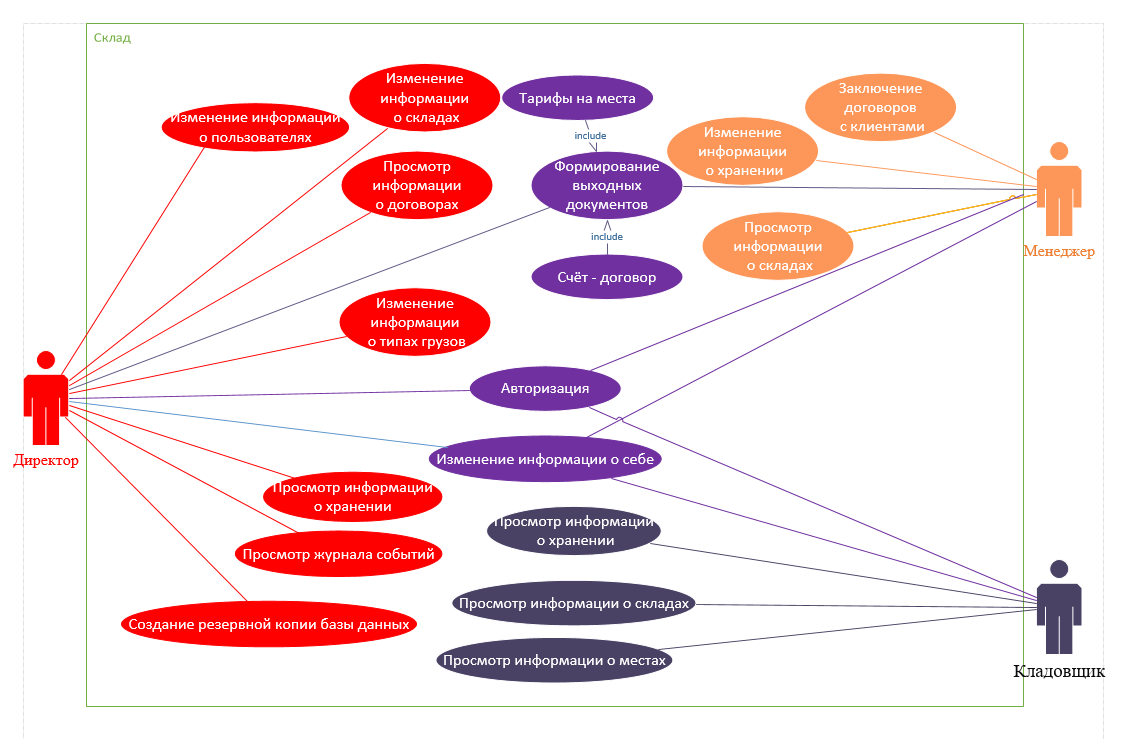 Склад
Изменение
информации
о складах
Тарифы на места
Заключение
договоров
с клиентами
Изменение информации
о пользователях
include
Изменение
информации
о хранении
Просмотр
информации
о договорах
Формирование
выходных
документов
Просмотр
информации
о складах
Менеджер
include
Счёт - договор
Изменение
информации
о типах грузов
Авторизация
Директор
Изменение информации о себе
Просмотр информации
о хранении
Просмотр информации
о хранении
Просмотр журнала событий
Просмотр информации о складах
Создание резервной копии базы данных
Просмотр информации о местах
Кладовщик